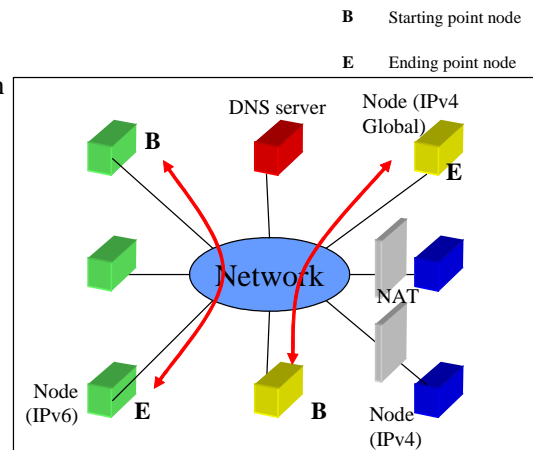 B Starting point node
E Ending point node
n
DNS server
Node (IPv4
Global)
B
E
Network
NAT
Node
(IPv6)
E
B
Node
(IPv4)